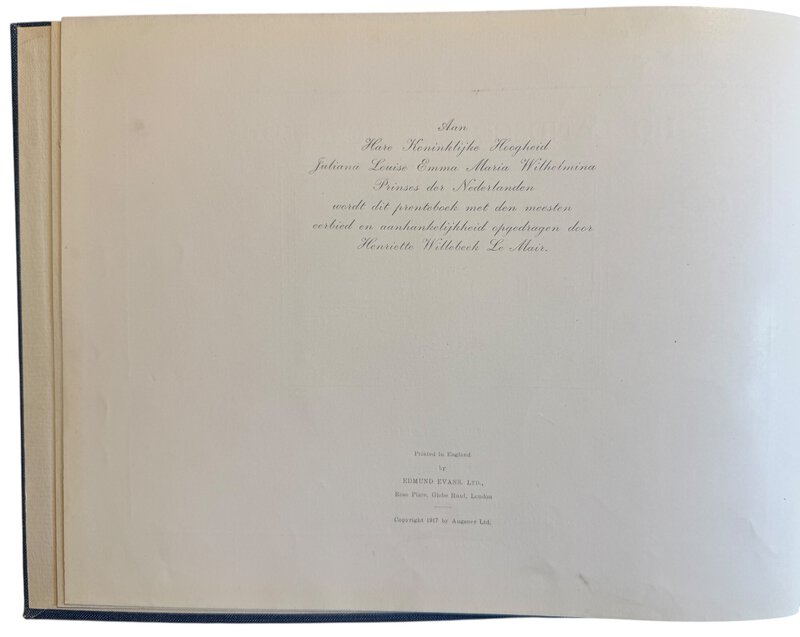 Aan
Hare Koninklijke Hoogheid
Juliana Louise Emma Maria Wilhelmina
Prinses der Nederlanden
wordt dit prenteboek met den meesten
eerbied en aanhankelijkheid opgedragen door
Henriette Willebeek Le Mair.
Printed in England
by
EDMUND EVANS, LTD.,
Rose Place, Globe Road, London
Copyright 1917 by Augener Ltd.